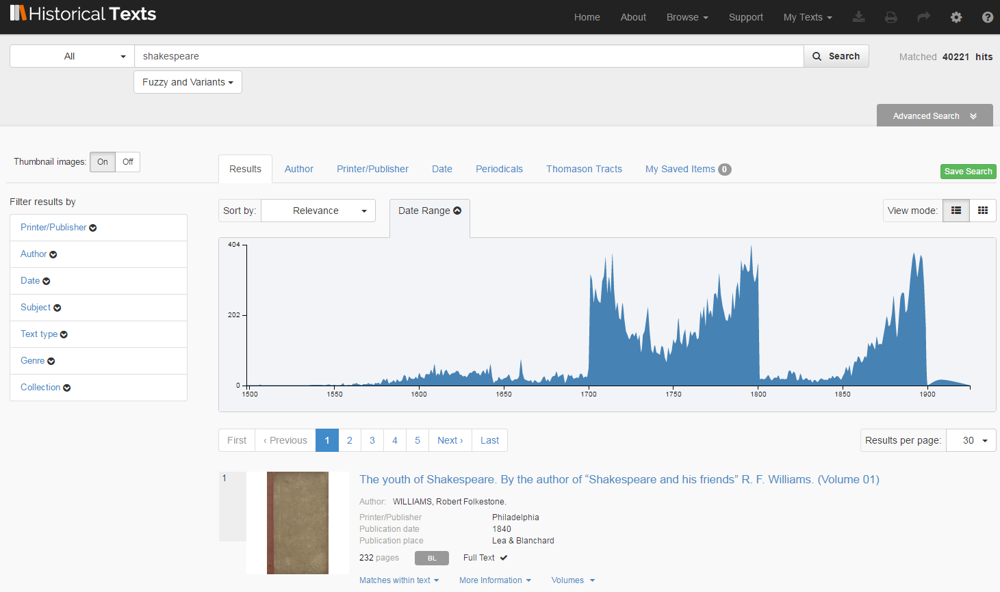 Historical Texts
Home About Browse Support My Texts
All shakespeare Search Matched 40221 hits
Fuzzy and Variants
Advanced Search
Thumbnail images: On Off
Results Author Printer/Publisher Date Periodicals Thomason Tracts My Saved Items 0
Save Search
Filter results by
Printer/Publisher
Author
Date
Subject
Text type
Genre
Collection
Sort by: Relevance Date Range View mode:
404
202
0
1500 1550 1600 1650 1700 1750 1800 1850 1900
First ‹ Previous 1 2 3 4 5 Next › Last Results per page: 30
1
The youth of Shakespeare. By the author of “Shakespeare and his friends” R. F. Williams. (Volume 01)
Author: WILLIAMS, Robert Folkestone.
Printer/Publisher Philadelphia
Publication date 1840
Publication place Lea & Blanchard
232 pages BL Full Text
Matches within text More Information Volumes